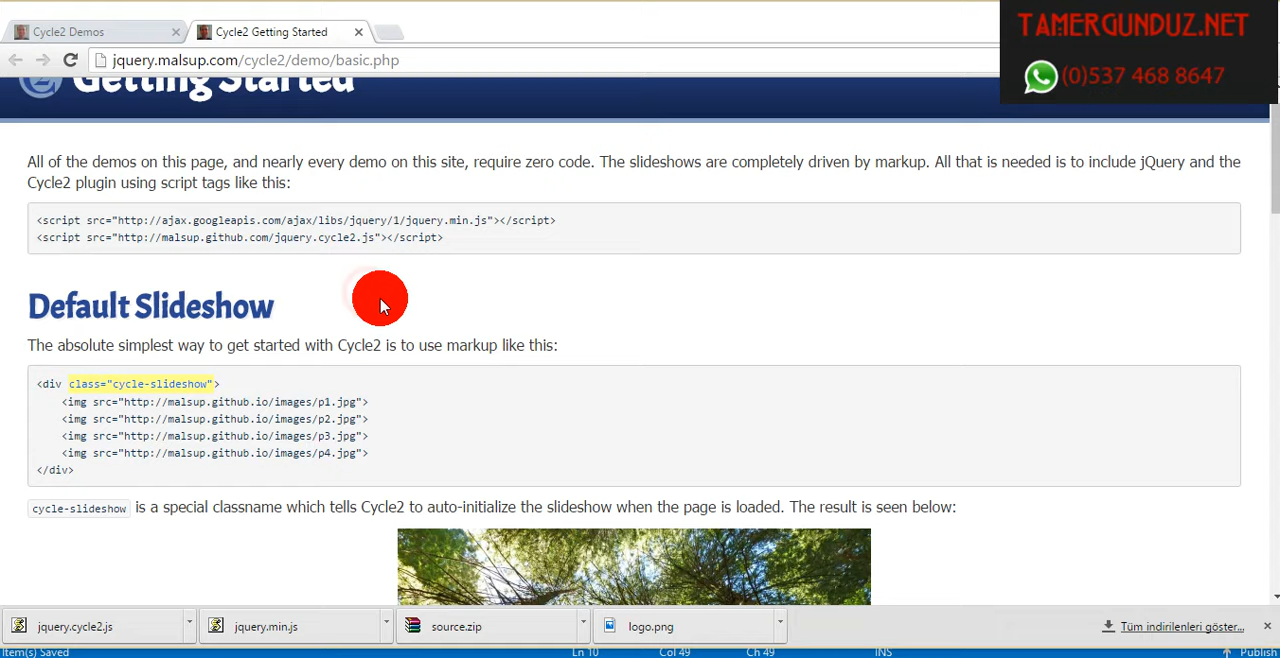 TAMERGUNDUZ.NET
(0)537 468 8647
Cycle2 Demos
Cycle2 Getting Started
jquery.malsup.com/cycle2/demo/basic.php
Getting Started
All of the demos on this page, and nearly every demo on this site, require zero code. The slideshows are completely driven by markup. All that is needed is to include jQuery and the
Cycle2 plugin using script tags like this:
<script src="http://ajax.googleapis.com/ajax/libs/jquery/1/jquery.min.js"></script>
<script src="http://malsup.github.com/jquery.cycle2.js"></script>
Default Slideshow
The absolute simplest way to get started with Cycle2 is to use markup like this:
<div class="cycle-slideshow">
<img src="http://malsup.github.io/images/p1.jpg">
<img src="http://malsup.github.io/images/p2.jpg">
<img src="http://malsup.github.io/images/p3.jpg">
<img src="http://malsup.github.io/images/p4.jpg">
</div>
cycle-slideshow is a special classname which tells Cycle2 to auto-initialize the slideshow when the page is loaded. The result is seen below:
jquery.cycle2.js
jquery.min.js
source.zip
logo.png
Tüm indirilenleri göster...
Item(s) Saved
Ln 10
Col 49
Ch 49
INS
Publish